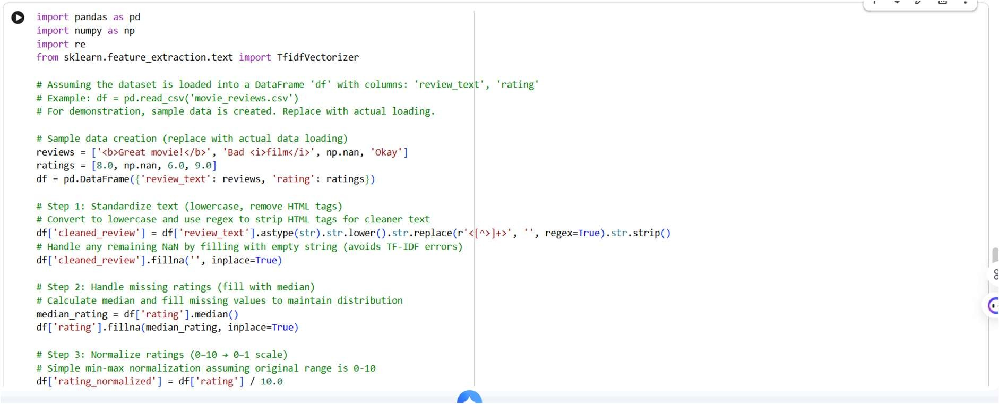 import pandas as pd
import numpy as np
import re
from sklearn.feature_extraction.text import TfidfVectorizer

# Assuming the dataset is loaded into a DataFrame 'df' with columns: 'review_text', 'rating'
# Example: df = pd.read_csv('movie_reviews.csv')
# For demonstration, sample data is created. Replace with actual loading.

# Sample data creation (replace with actual data loading)
reviews = ['<b>Great movie!</b>', 'Bad <i>film</i>', np.nan, 'Okay']
ratings = [8.0, np.nan, 6.0, 9.0]
df = pd.DataFrame({'review_text': reviews, 'rating': ratings})

# Step 1: Standardize text (lowercase, remove HTML tags)
# Convert to lowercase and use regex to strip HTML tags for cleaner text
df['cleaned_review'] = df['review_text'].astype(str).str.lower().str.replace(r'<[^>]+>', '', regex=True).str.strip()
# Handle any remaining NaN by filling with empty string (avoids TF-IDF errors)
df['cleaned_review'].fillna('', inplace=True)

# Step 2: Handle missing ratings (fill with median)
# Calculate median and fill missing values to maintain distribution
median_rating = df['rating'].median()
df['rating'].fillna(median_rating, inplace=True)

# Step 3: Normalize ratings (0–10 → 0–1 scale)
# Simple min-max normalization assuming original range is 0-10
df['rating_normalized'] = df['rating'] / 10.0